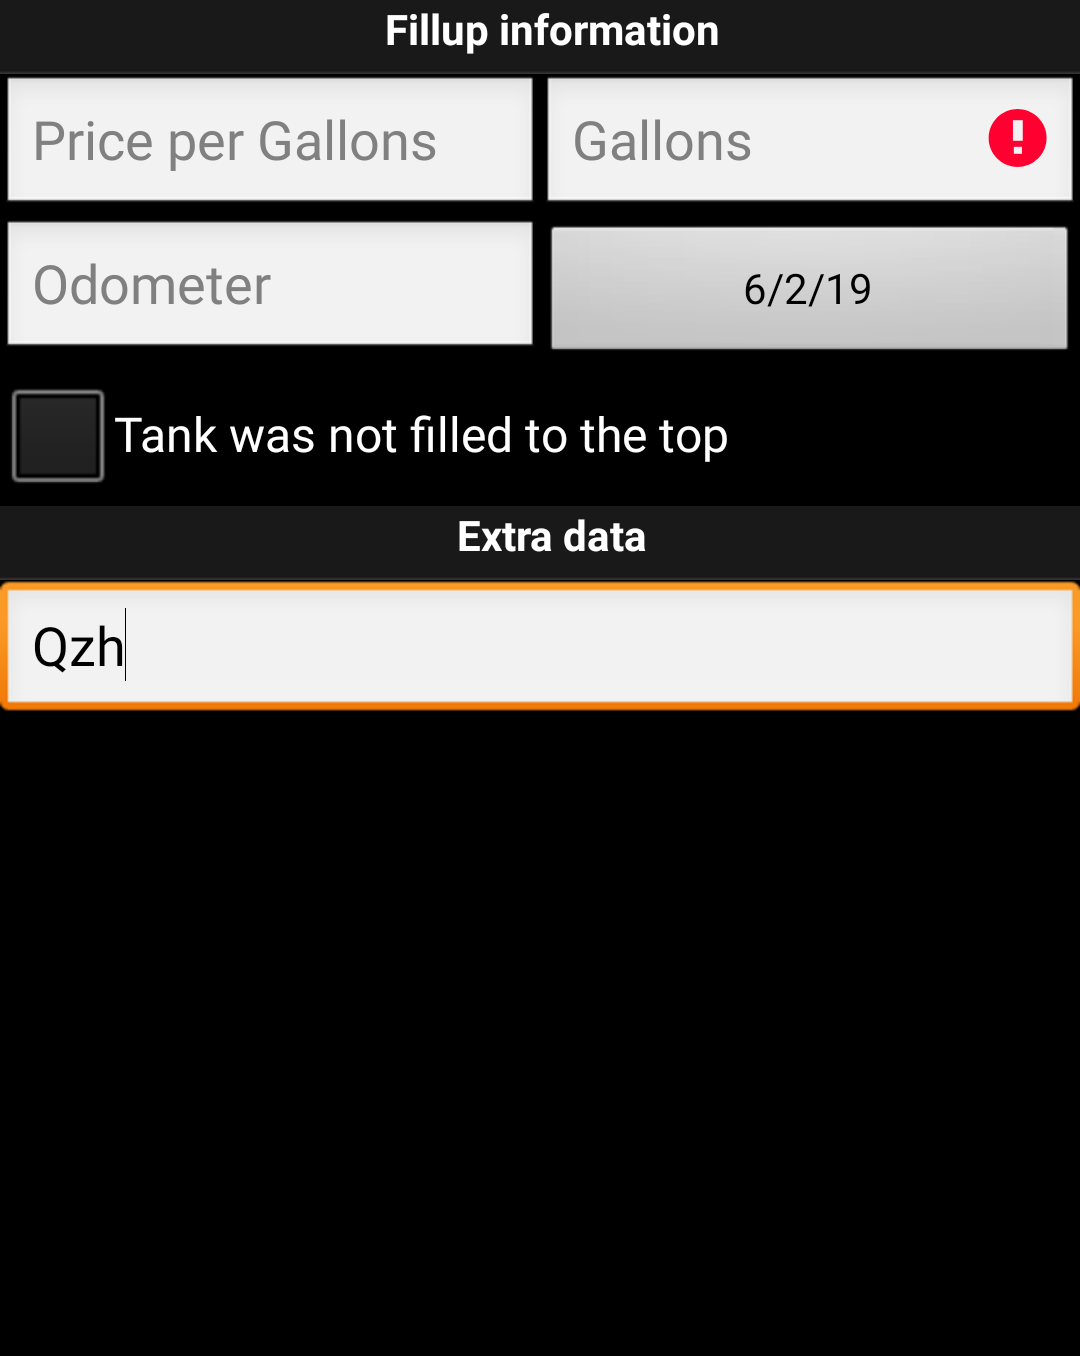 Fillup information
Price per Gallons
Gallons
Odometer
6/2/19
Tank was not filled to the top
Extra data
Qzh